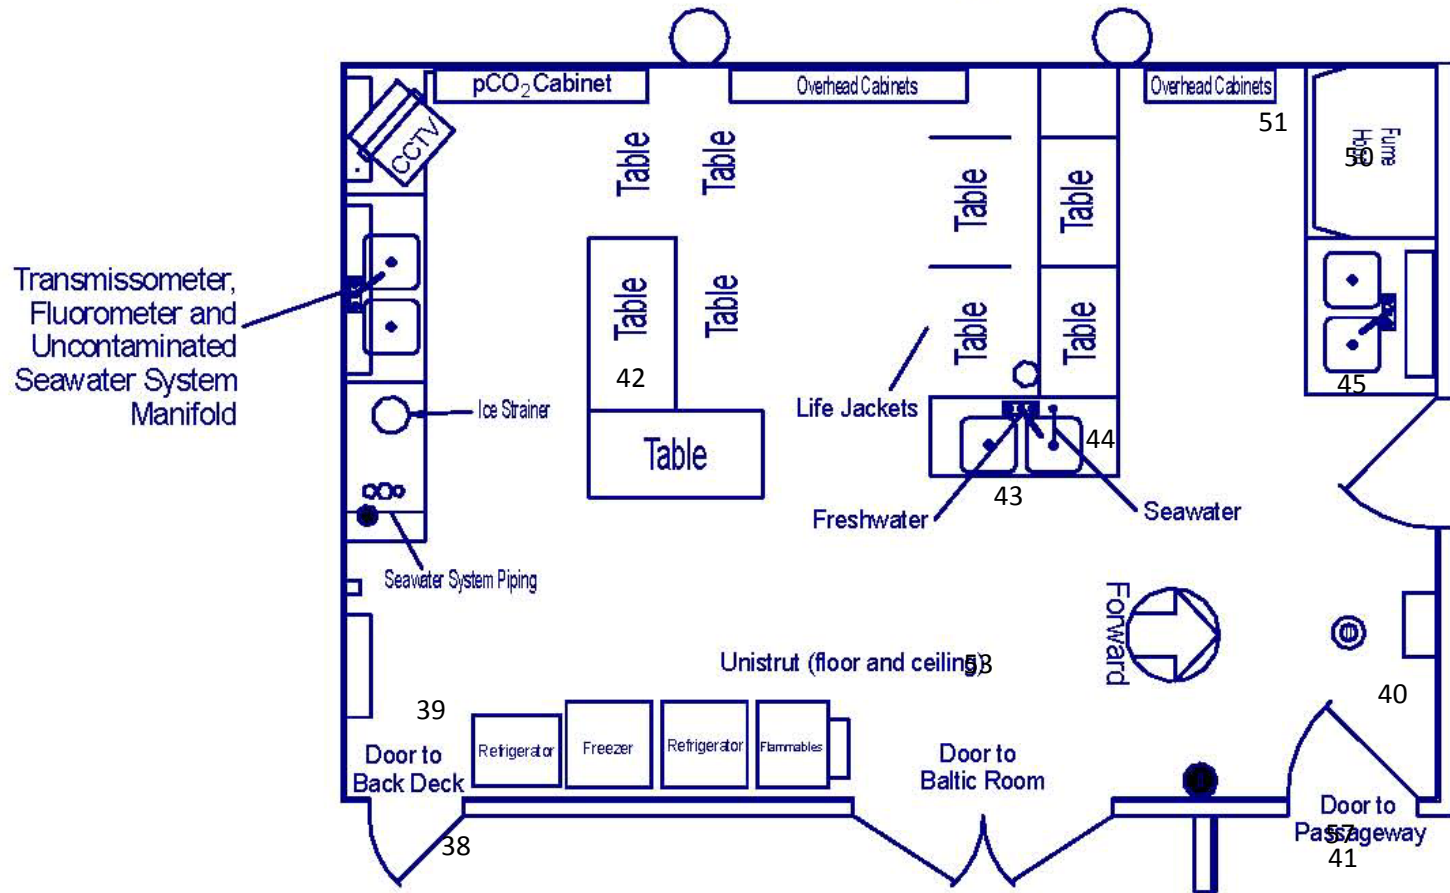 pCO2 Cabinet
Overhead Cabinets
Overhead Cabinets
51
CCTV
Table
Table
Table
Table
Fume
Hood
50
Transmissometer,
Fluorometer and
Uncontaminated
Seawater System
Manifold
Table
Table
Table
Table
42
45
Ice Strainer
Life Jackets
Table
44
43
Freshwater
Seawater
Seawater System Piping
Forward
Unistrut (floor and ceiling)
53
40
39
Refrigerator
Freezer
Refrigerator
Flammables
Door to
Back Deck
Door to
Baltic Room
Door to
Passageway
57
41
38